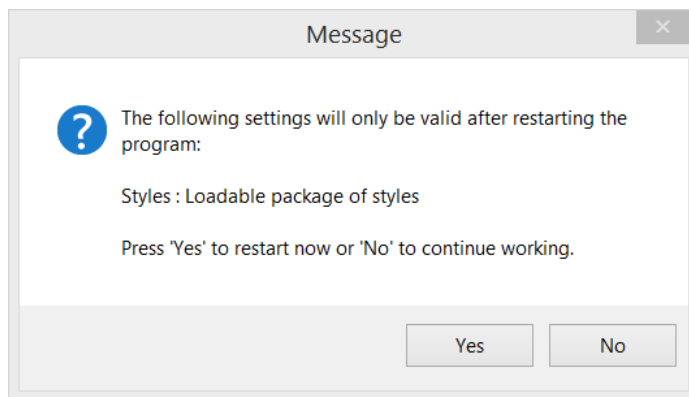 Message
The following settings will only be valid after restarting the
program:
Styles : Loadable package of styles
Press 'Yes' to restart now or 'No' to continue working.
Yes
No